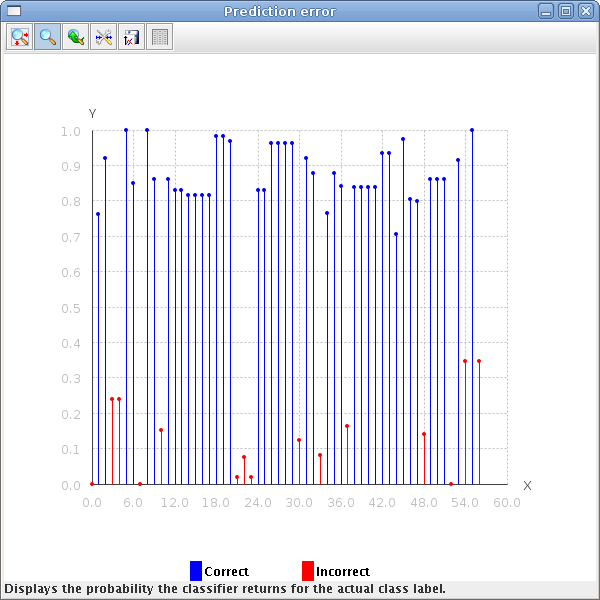 Prediction error
Y
1.0
0.9
0.8
0.7
0.6
0.5
0.4
0.3
0.2
0.1
0.0
0.0 6.0 12.0 18.0 24.0 30.0 36.0 42.0 48.0 54.0 60.0 X
Correct Incorrect
Displays the probability the classifier returns for the actual class label.